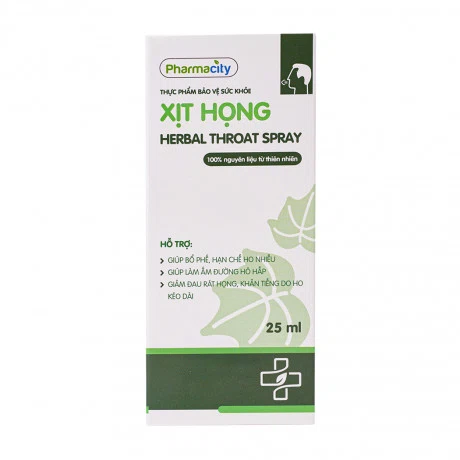 Pharmacity
THỰC PHẨM BẢO VỆ SỨC KHỎE
XỊT HỌNG
HERBAL THROAT SPRAY
100% nguyên liệu từ thiên nhiên
HỖ TRỢ:
GIÚP BỔ PHẾ, HẠN CHẾ HO NHIỀU
GIÚP LÀM ẤM ĐƯỜNG HÔ HẤP
GIẢM ĐAU RÁT HỌNG, KHẢN TIẾNG DO HO
KÉO DÀI
25 ml